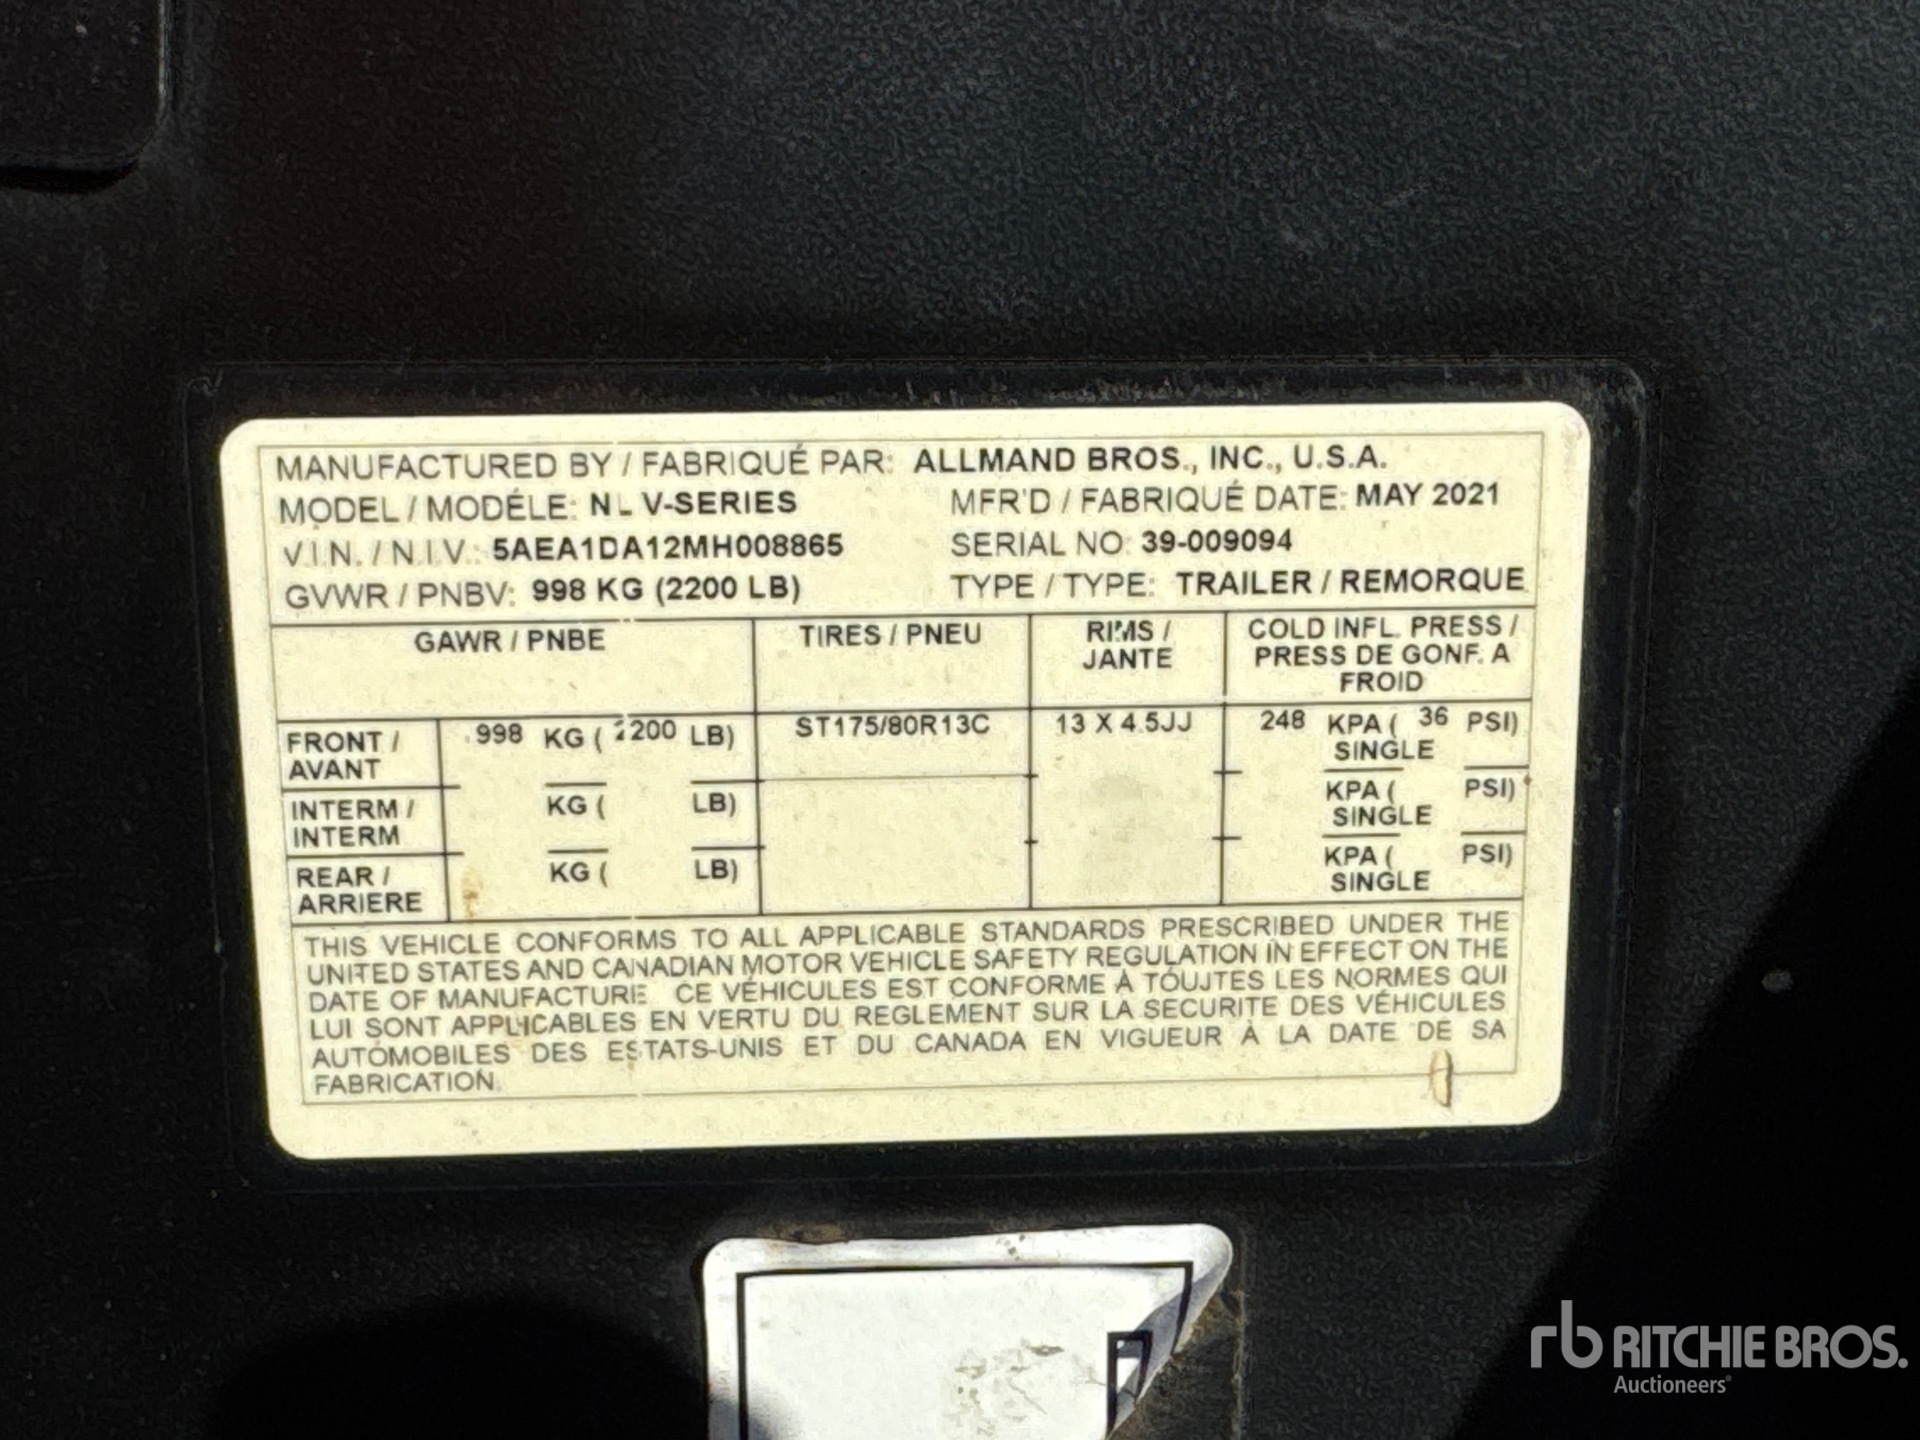 MANUFACTURED BY / FABRIQUÉ PAR: ALLMAND BROS., INC., U.S.A.
MODEL / MODÉLE: NL V-SERIES MFR'D / FABRIQUÉ DATE: MAY 2021
V.I.N. / N.I.V.: 5AEA1DA12MH008865 SERIAL NO: 39-009094
GVWR / PNBV: 998 KG (2200 LB) TYPE / TYPE: TRAILER / REMORQUE
GAWR / PNBE TIRES / PNEU RIMS / JANTE COLD INFL. PRESS / PRESS DE GONF. A FROID
FRONT / AVANT 998 KG ( 2200 LB) ST175/80R13C 13 X 4.5JJ 248 KPA ( 36 PSI) SINGLE
INTERM / INTERM KG ( LB) KPA ( PSI) SINGLE
REAR / ARRIERE KG ( LB) KPA ( PSI) SINGLE
THIS VEHICLE CONFORMS TO ALL APPLICABLE STANDARDS PRESCRIBED UNDER THE
UNITED STATES AND CANADIAN MOTOR VEHICLE SAFETY REGULATION IN EFFECT ON THE
DATE OF MANUFACTURE. CE VÉHICULES EST CONFORME À TOUJTES LES NORMES QUI
LUI SONT APPLICABLES EN VERTU DU REGLEMENT SUR LA SECURITE DES VÉHICULES
AUTOMOBILES DES ESTATS-UNIS ET DU CANADA EN VIGUEUR À LA DATE DE SA
FABRICATION.
rb RITCHIE BROS.
Auctioneers